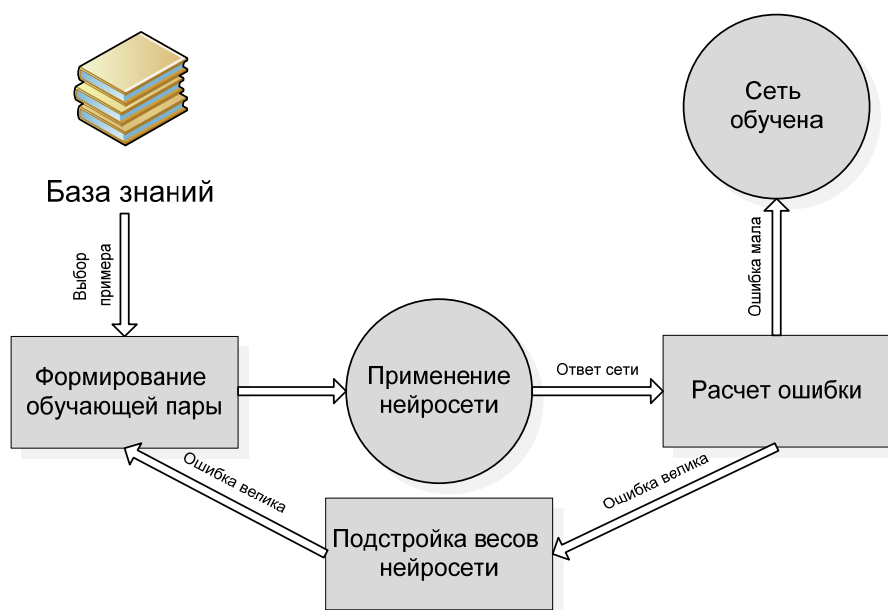 Сеть
обучена
База знаний
Выбор
примера
Ошибка мала
Формирование
обучающей пары
Применение
нейросети
Ответ сети
Расчет ошибки
Ошибка велика
Ошибка велика
Подстройка весов
нейросети